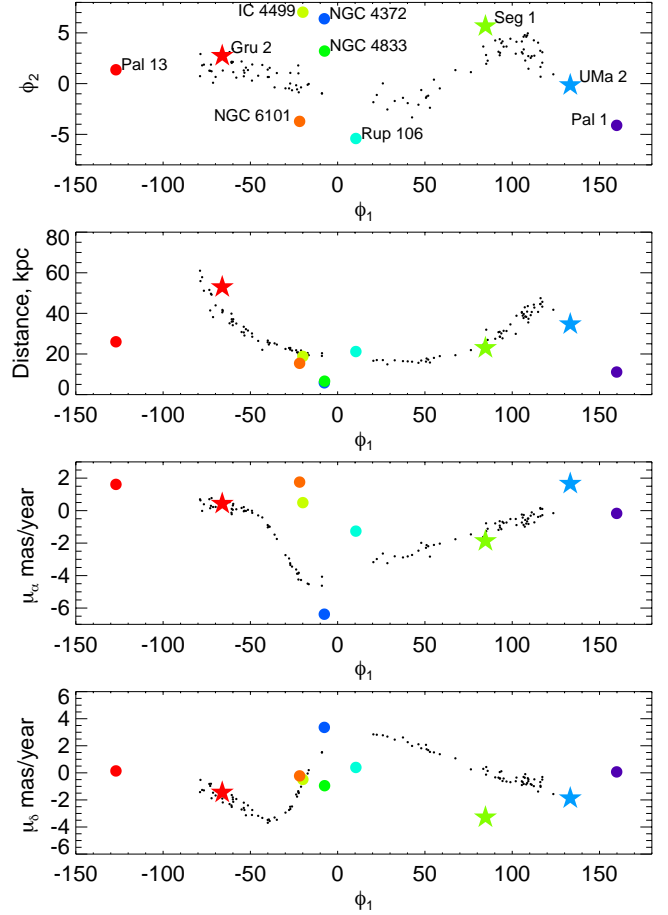 IC 4499
NGC 4372
Seg 1
Gru 2
NGC 4833
Pal 13
UMa 2
NGC 6101
Rup 106
Pal 1
5
0
-5
ϕ2
-150 -100 -50 0 50 100 150
ϕ1
80
60
40
20
0
Distance, kpc
-150 -100 -50 0 50 100 150
ϕ1
2
0
-2
-4
-6
μα mas/year
-150 -100 -50 0 50 100 150
ϕ1
6
4
2
0
-2
-4
-6
μδ mas/year
-150 -100 -50 0 50 100 150
ϕ1